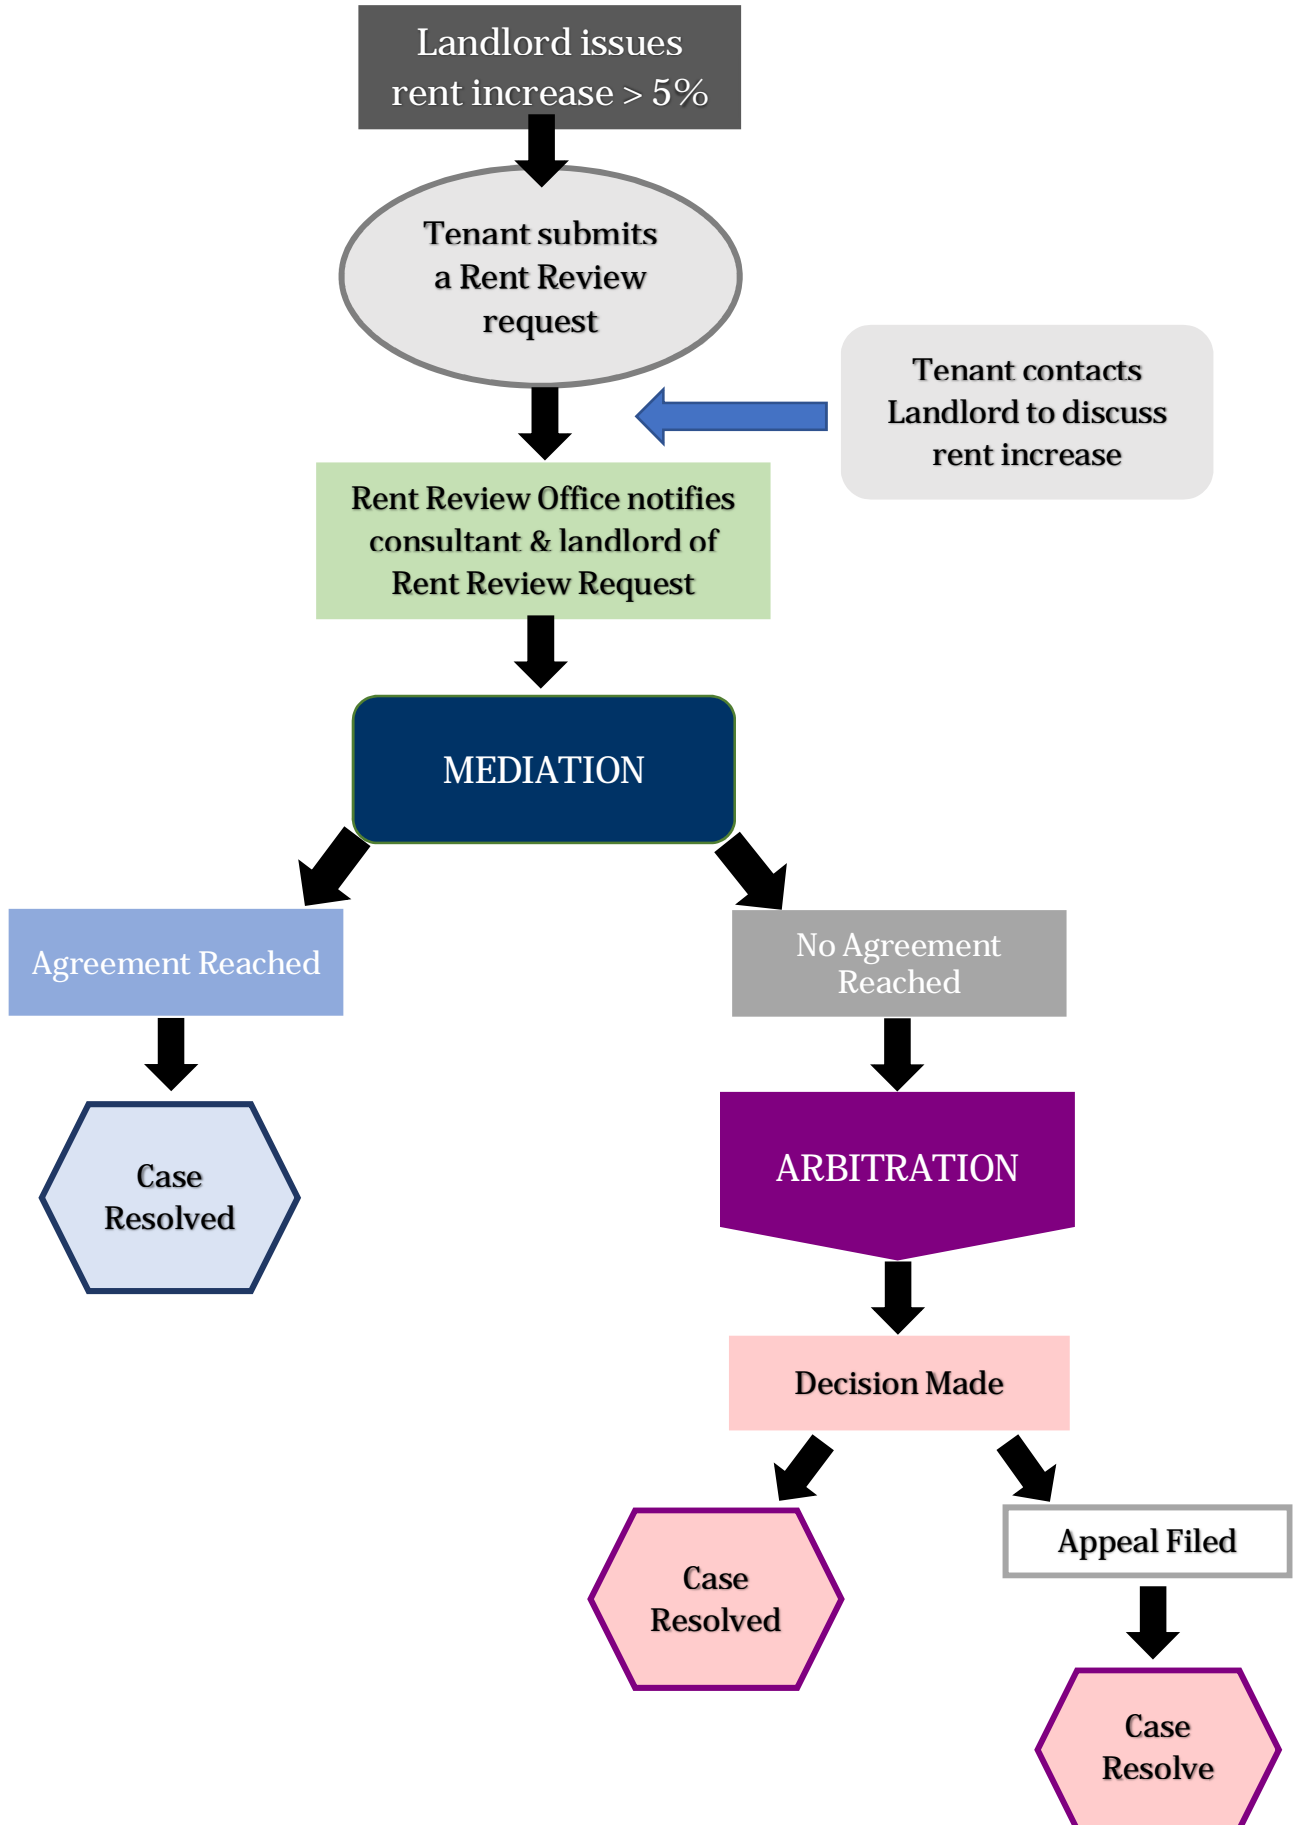 Landlord issues
rent increase > 5%
Tenant submits
a Rent Review
request
Tenant contacts
Landlord to discuss
rent increase
Rent Review Office notifies
consultant & landlord of
Rent Review Request
MEDIATION
Agreement Reached
No Agreement
Reached
Case
Resolved
ARBITRATION
Decision Made
Case
Resolved
Appeal Filed
Case
Resolve